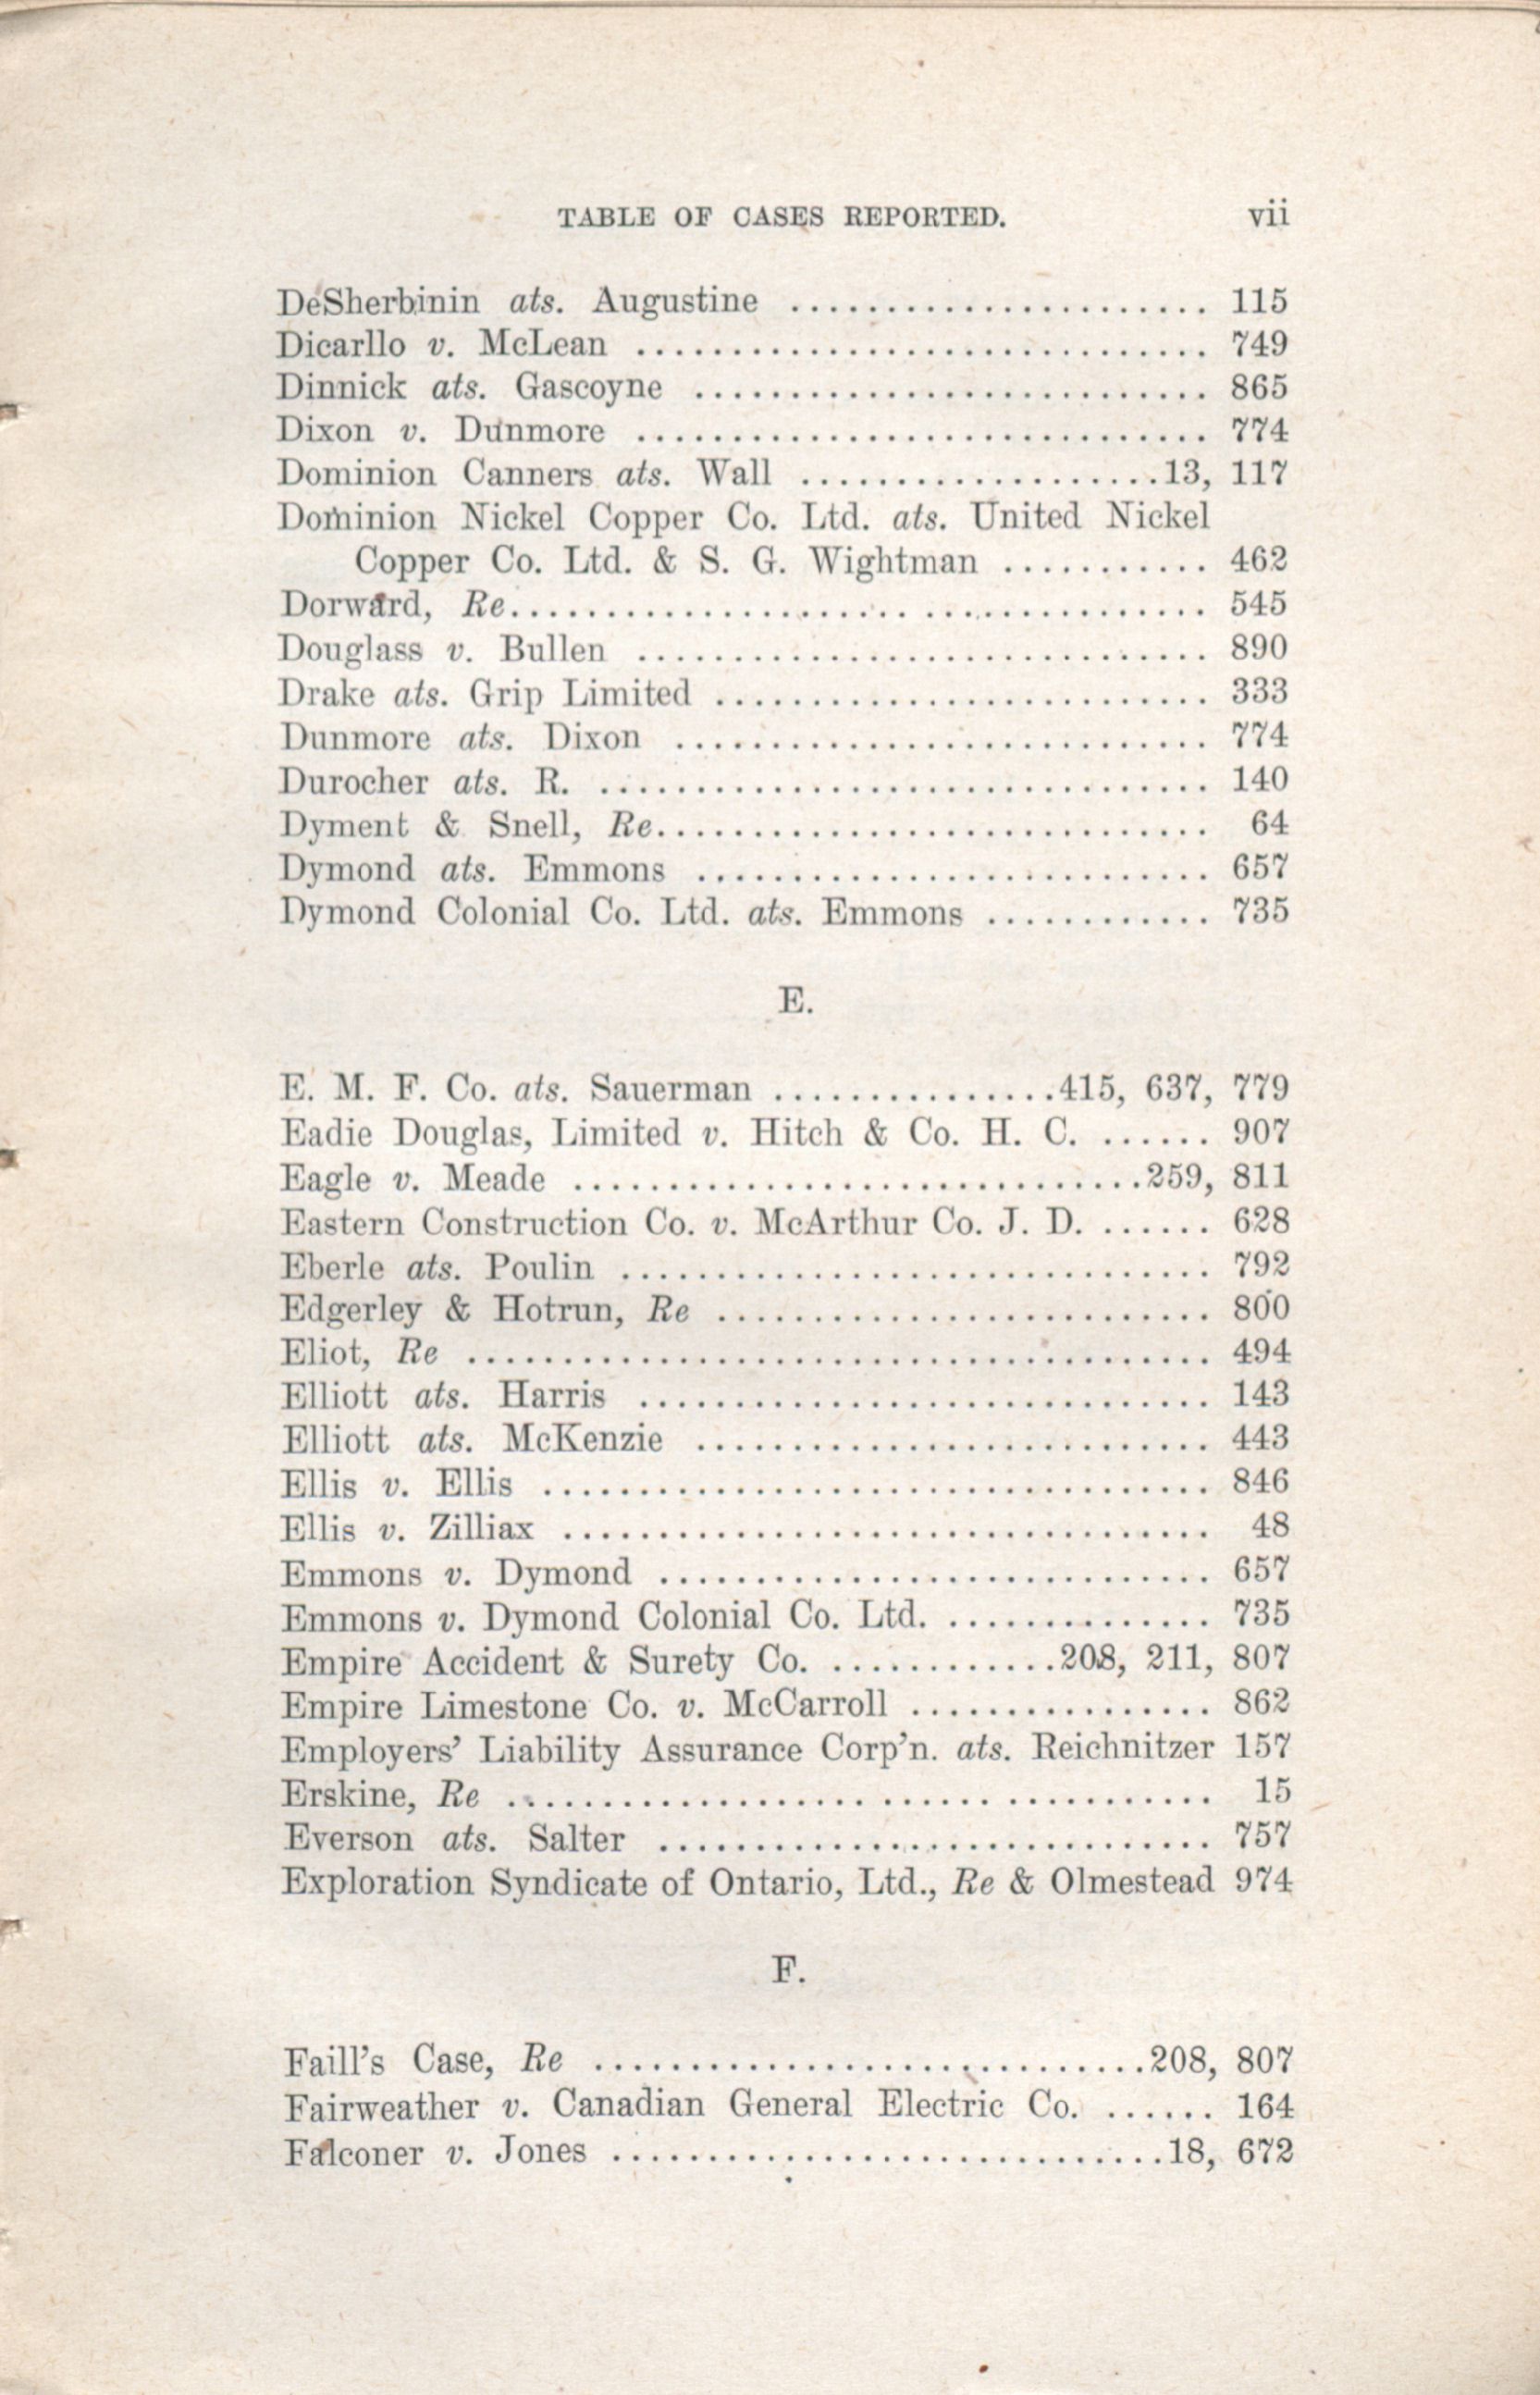 TABLE OF CASES REPORTED. vii
DeSherbinin ats. Augustine ...................... 115
Dicarllo v. McLean .............................. 749
Dinnick ats. Gascoyne ........................... 865
Dixon v. Dunmore .............................. 774
Dominion Canners ats. Wall ...................13, 117
Dominion Nickel Copper Co. Ltd. ats. United Nickel
Copper Co. Ltd. & S. G. Wightman ........... 462
Dorward, Re..................................... 545
Douglass v. Bullen .............................. 890
Drake ats. Grip Limited .......................... 333
Dunmore ats. Dixon ............................ 774
Durocher ats. R. ................................ 140
Dyment & Snell, Re............................. 64
Dymond ats. Emmons ........................... 657
Dymond Colonial Co. Ltd. ats. Emmons ............ 735
E.
E. M. F. Co. ats. Sauerman ...............415, 637, 779
Eadie Douglas, Limited v. Hitch & Co. H. C. ...... 907
Eagle v. Meade ..............................259, 811
Eastern Construction Co. v. McArthur Co. J. D. ...... 628
Eberle ats. Poulin ............................... 792
Edgerley & Hotrun, Re .......................... 800
Eliot, Re ....................................... 494
Elliott ats. Harris .............................. 143
Elliott ats. McKenzie ........................... 443
Ellis v. Ellis ................................... 846
Ellis v. Zilliax .................................. 48
Emmons v. Dymond ............................. 657
Emmons v. Dymond Colonial Co. Ltd. .............. 735
Empire Accident & Surety Co. ............208, 211, 807
Empire Limestone Co. v. McCarroll ................ 862
Employers' Liability Assurance Corp'n. ats. Reichnitzer 157
Erskine, Re ..................................... 15
Everson ats. Salter ............................. 757
Exploration Syndicate of Ontario, Ltd., Re & Olmestead 974
F.
Faill's Case, Re .............................208, 807
Fairweather v. Canadian General Electric Co. ...... 164
Falconer v. Jones .............................18, 672